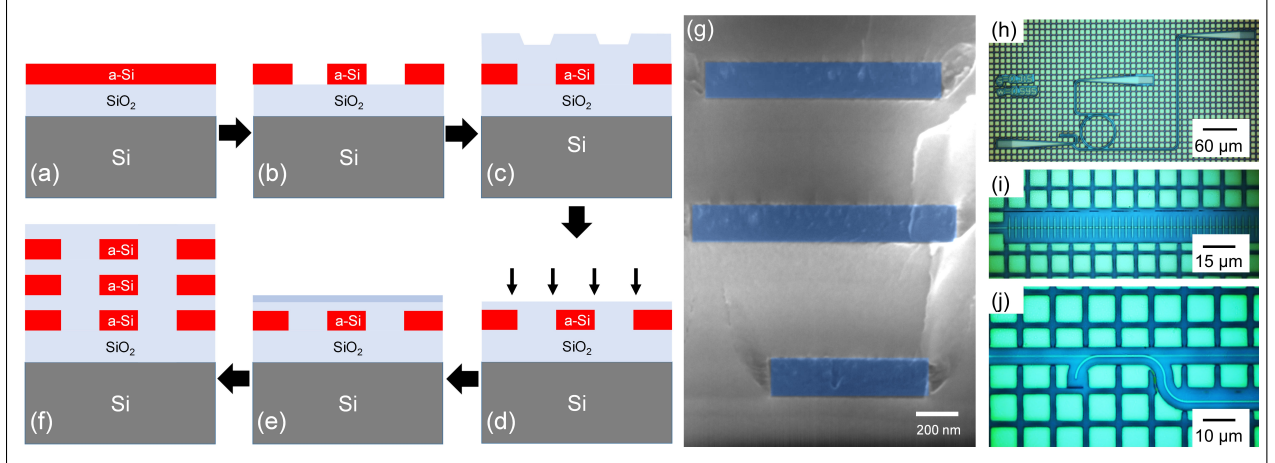 a-Si
SiO₂
Si
(a)
a-Si
SiO₂
Si
(b)
a-Si
SiO₂
Si
(c)
a-Si
a-Si
a-Si
SiO₂
Si
(f)
a-Si
SiO₂
Si
(e)
a-Si
SiO₂
Si
(d)
(g)
200 nm
(h)
60 μm
(i)
15 μm
(j)
10 μm